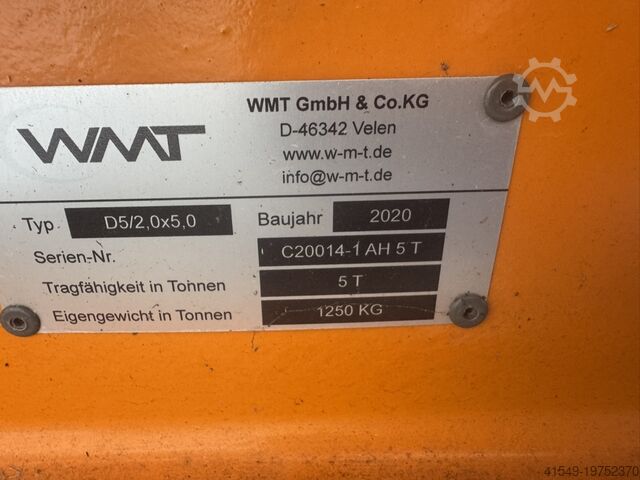 WMT
WMT GmbH & Co.KG
D-46342 Velen
www.w-m-t.de
info@w-m-t.de
Typ D5/2,0x5,0 Baujahr 2020
Serien-Nr. C20014-1 AH 5 T
Tragfähigkeit in Tonnen 5 T
Eigengewicht in Tonnen 1250 KG
41549-19752370